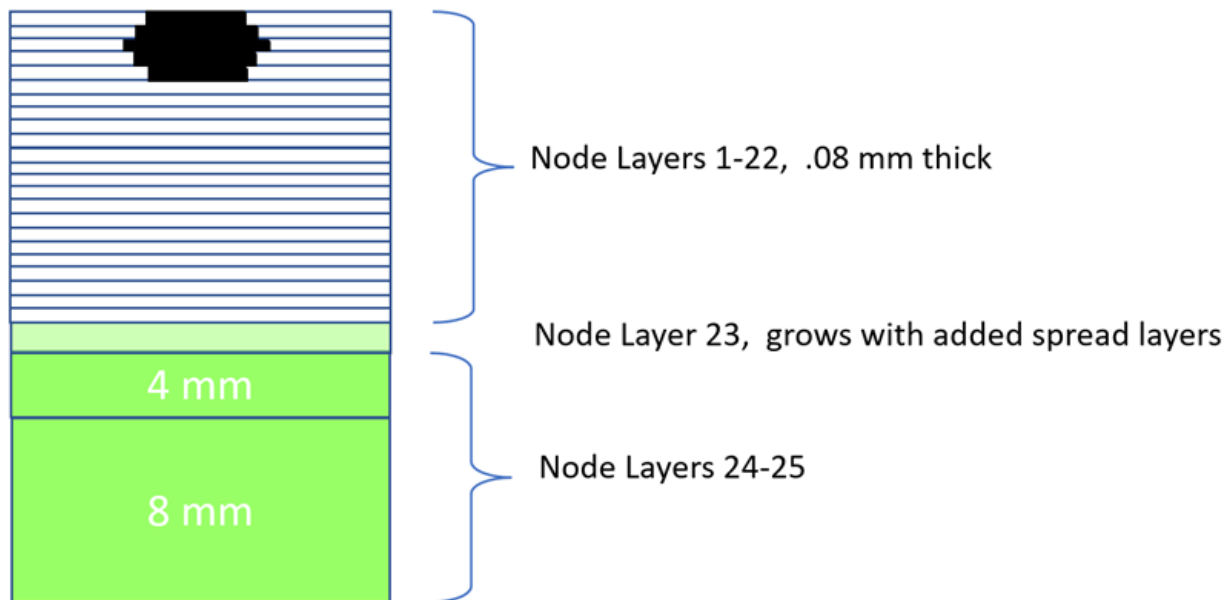 Node Layers 1-22,  .08 mm thick
Node Layer 23,  grows with added spread layers
4 mm
Node Layers 24-25
8 mm